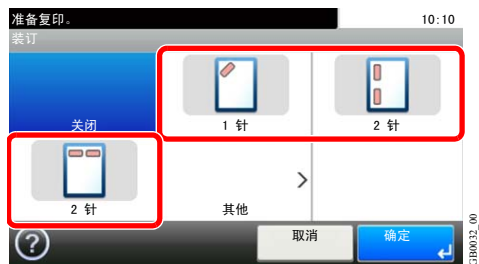 准备复印。 10:10
装订
关闭 1 针 2 针
2 针 其他
取消 确定
GB0032_00